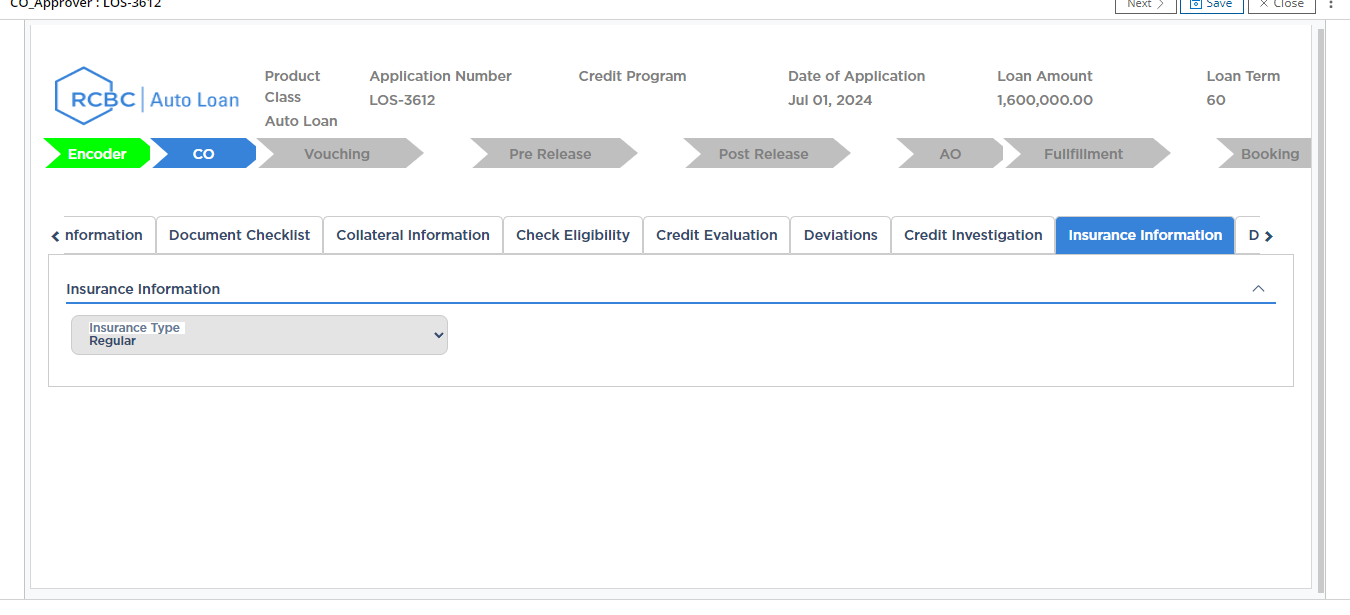 CO_Approver : LOS-3612
Next
Save
Close
RCBC | Auto Loan
Product Class
Auto Loan
Application Number
LOS-3612
Credit Program
Date of Application
Jul 01, 2024
Loan Amount
1,600,000.00
Loan Term
60
Encoder
CO
Vouching
Pre Release
Post Release
AO
Fullfillment
Booking
nformation
Document Checklist
Collateral Information
Check Eligibility
Credit Evaluation
Deviations
Credit Investigation
Insurance Information
D
Insurance Information
Insurance Type
Regular